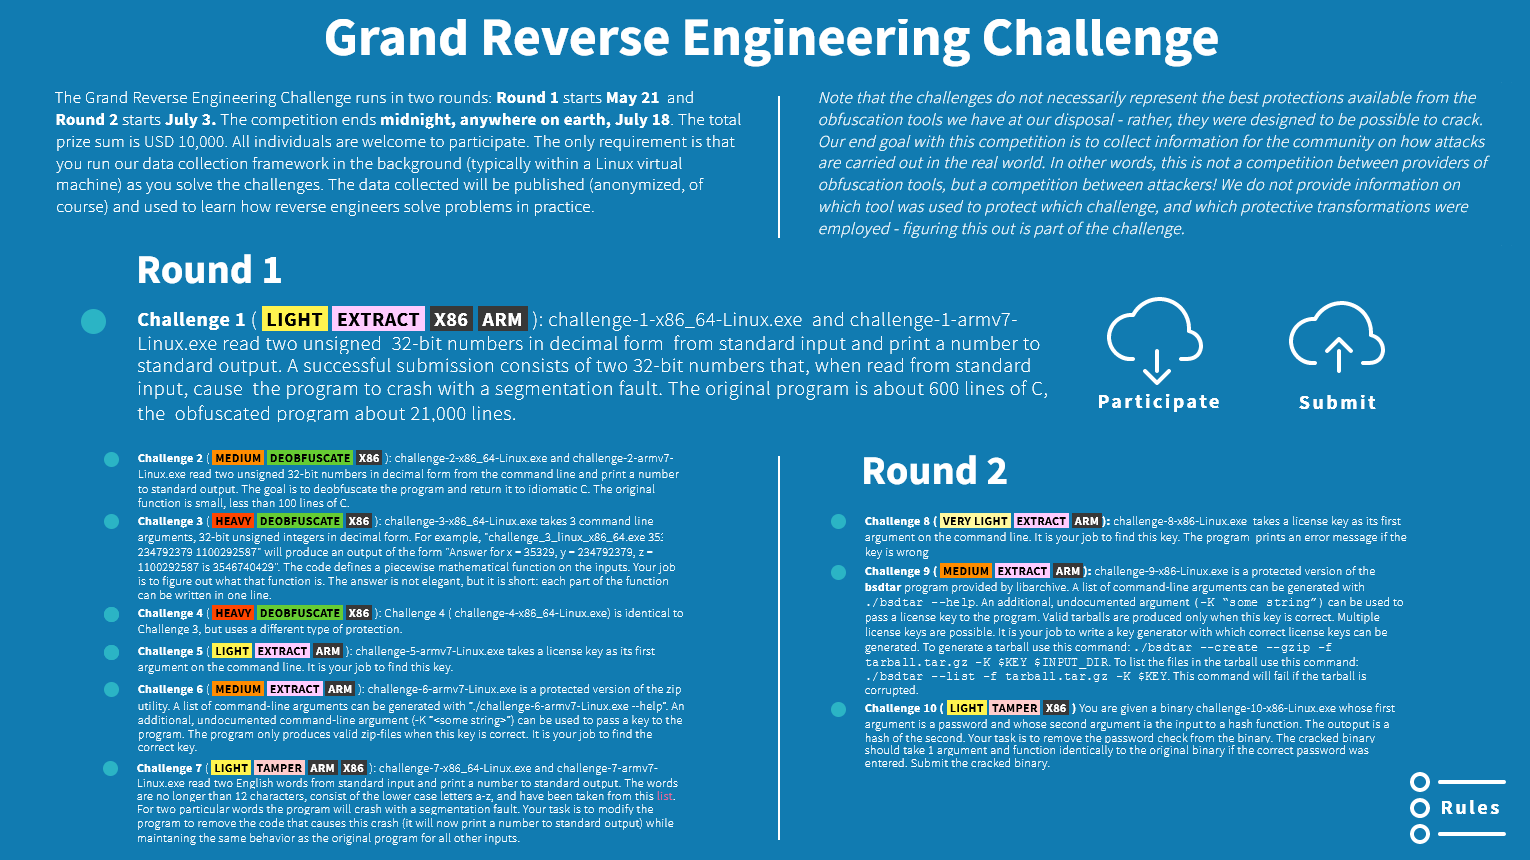 Grand Reverse Engineering Challenge
The Grand Reverse Engineering Challenge runs in two rounds: Round 1 starts May 21 and
Round 2 starts July 3. The competition ends midnight, anywhere on earth, July 18. The total
prize sum is USD 10,000. All individuals are welcome to participate. The only requirement is that
you run our data collection framework in the background (typically within a Linux virtual
machine) as you solve the challenges. The data collected will be published (anonymized, of
course) and used to learn how reverse engineers solve problems in practice.
Note that the challenges do not necessarily represent the best protections available from the
obfuscation tools we have at our disposal - rather, they were designed to be possible to crack.
Our end goal with this competition is to collect information for the community on how attacks
are carried out in the real world. In other words, this is not a competition between providers of
obfuscation tools, but a competition between attackers! We do not provide information on
which tool was used to protect which challenge, and which protective transformations were
employed - figuring this out is part of the challenge.
Round 1
Challenge 1 ( LIGHT EXTRACT X86 ARM ): challenge-1-x86_64-Linux.exe and challenge-1-armv7-
Linux.exe read two unsigned 32-bit numbers in decimal form from standard input and print a number to
standard output. A successful submission consists of two 32-bit numbers that, when read from standard
input, cause the program to crash with a segmentation fault. The original program is about 600 lines of C,
the obfuscated program about 21,000 lines.
Participate
Submit
Challenge 2 ( MEDIUM DEOBFUSCATE X86 ): challenge-2-x86_64-Linux.exe and challenge-2-armv7-
Linux.exe read two unsigned 32-bit numbers in decimal form from the command line and print a number
to standard output. The goal is to deobfuscate the program and return it to idiomatic C. The original
function is small, less than 100 lines of C.
Challenge 3 ( HEAVY DEOBFUSCATE X86 ): challenge-3-x86_64-Linux.exe takes 3 command line
arguments, 32-bit unsigned integers in decimal form. For example, "challenge_3_linux_x86_64.exe 353
234792379 1100292587" will produce an output of the form "Answer for x = 35329, y = 234792379, z =
1100292587 is 3546740429". The code defines a piecewise mathematical function on the inputs. Your job
is to figure out what that function is. The answer is not elegant, but it is short: each part of the function
can be written in one line.
Challenge 4 ( HEAVY DEOBFUSCATE X86 ): Challenge 4 ( challenge-4-x86_64-Linux.exe) is identical to
Challenge 3, but uses a different type of protection.
Challenge 5 ( LIGHT EXTRACT ARM ): challenge-5-armv7-Linux.exe takes a license key as its first
argument on the command line. It is your job to find this key.
Challenge 6 ( MEDIUM EXTRACT ARM ): challenge-6-armv7-Linux.exe is a protected version of the zip
utility. A list of command-line arguments can be generated with "./challenge-6-armv7-Linux.exe --help". An
additional, undocumented command-line argument (-K "<some string>") can be used to pass a key to the
program. The program only produces valid zip-files when this key is correct. It is your job to find the
correct key.
Challenge 7 ( LIGHT TAMPER ARM X86 ): challenge-7-x86_64-Linux.exe and challenge-7-armv7-
Linux.exe read two English words from standard input and print a number to standard output. The words
are no longer than 12 characters, consist of the lower case letters a-z, and have been taken from this list.
For two particular words the program will crash with a segmentation fault. Your task is to modify the
program to remove the code that causes this crash (it will now print a number to standard output) while
maintaning the same behavior as the original program for all other inputs.
Round 2
Challenge 8 ( VERY LIGHT EXTRACT ARM ): challenge-8-x86-Linux.exe takes a license key as its first
argument on the command line. It is your job to find this key. The program prints an error message if the
key is wrong
Challenge 9 ( MEDIUM EXTRACT ARM ): challenge-9-x86-Linux.exe is a protected version of the
bsdtar program provided by libarchive. A list of command-line arguments can be generated with
./bsdtar --help. An additional, undocumented argument (-K “some string”) can be used to
pass a license key to the program. Valid tarballs are produced only when this key is correct. Multiple
license keys are possible. It is your job to write a key generator with which correct license keys can be
generated. To generate a tarball use this command: ./bsdtar --create --gzip -f
tarball.tar.gz -K $KEY $INPUT_DIR. To list the files in the tarball use this command:
./bsdtar --list -f tarball.tar.gz -K $KEY. This command will fail if the tarball is
corrupted.
Challenge 10 ( LIGHT TAMPER X86 ) You are given a binary challenge-10-x86-Linux.exe whose first
argument is a password and whose second argument ia the input to a hash function. The outoput is a
hash of the second. Your task is to remove the password check from the binary. The cracked binary
should take 1 argument and function identically to the original binary if the correct password was
entered. Submit the cracked binary.
Rules